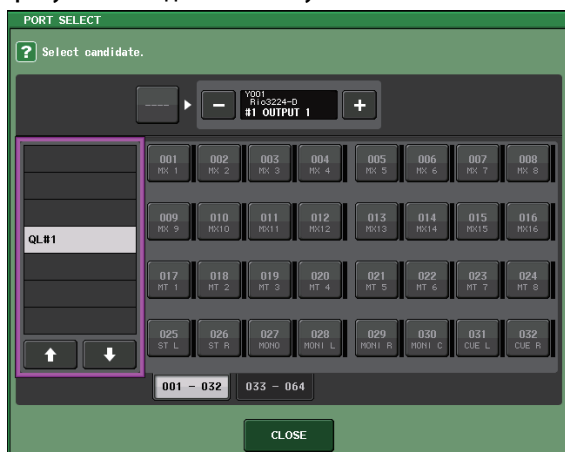 PORT SELECT
? Select candidate.
----
Y001
Rio3224-D
#1 OUTPUT 1
− +
QL#1
001 MX 1
002 MX 2
003 MX 3
004 MX 4
005 MX 5
006 MX 6
007 MX 7
008 MX 8
009 MX 9
010 MX10
011 MX11
012 MX12
013 MX13
014 MX14
015 MX15
016 MX16
017 MT 1
018 MT 2
019 MT 3
020 MT 4
021 MT 5
022 MT 6
023 MT 7
024 MT 8
025 ST L
026 ST R
027 MONO
028 MONI L
029 MONI R
030 MONI C
031 CUE L
032 CUE R
001 - 032
033 - 064
CLOSE